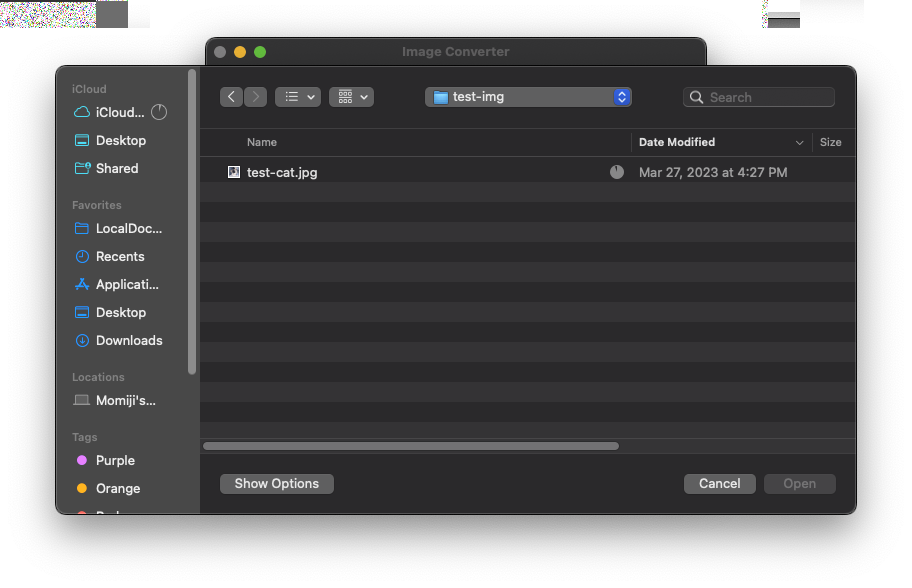 Image Converter
iCloud
iCloud...
Desktop
Shared
Favorites
LocalDoc...
Recents
Applicati...
Desktop
Downloads
Locations
Momiji's...
Tags
Purple
Orange
test-img
Search
Name
Date Modified
Size
test-cat.jpg
Mar 27, 2023 at 4:27 PM
Show Options
Cancel
Open